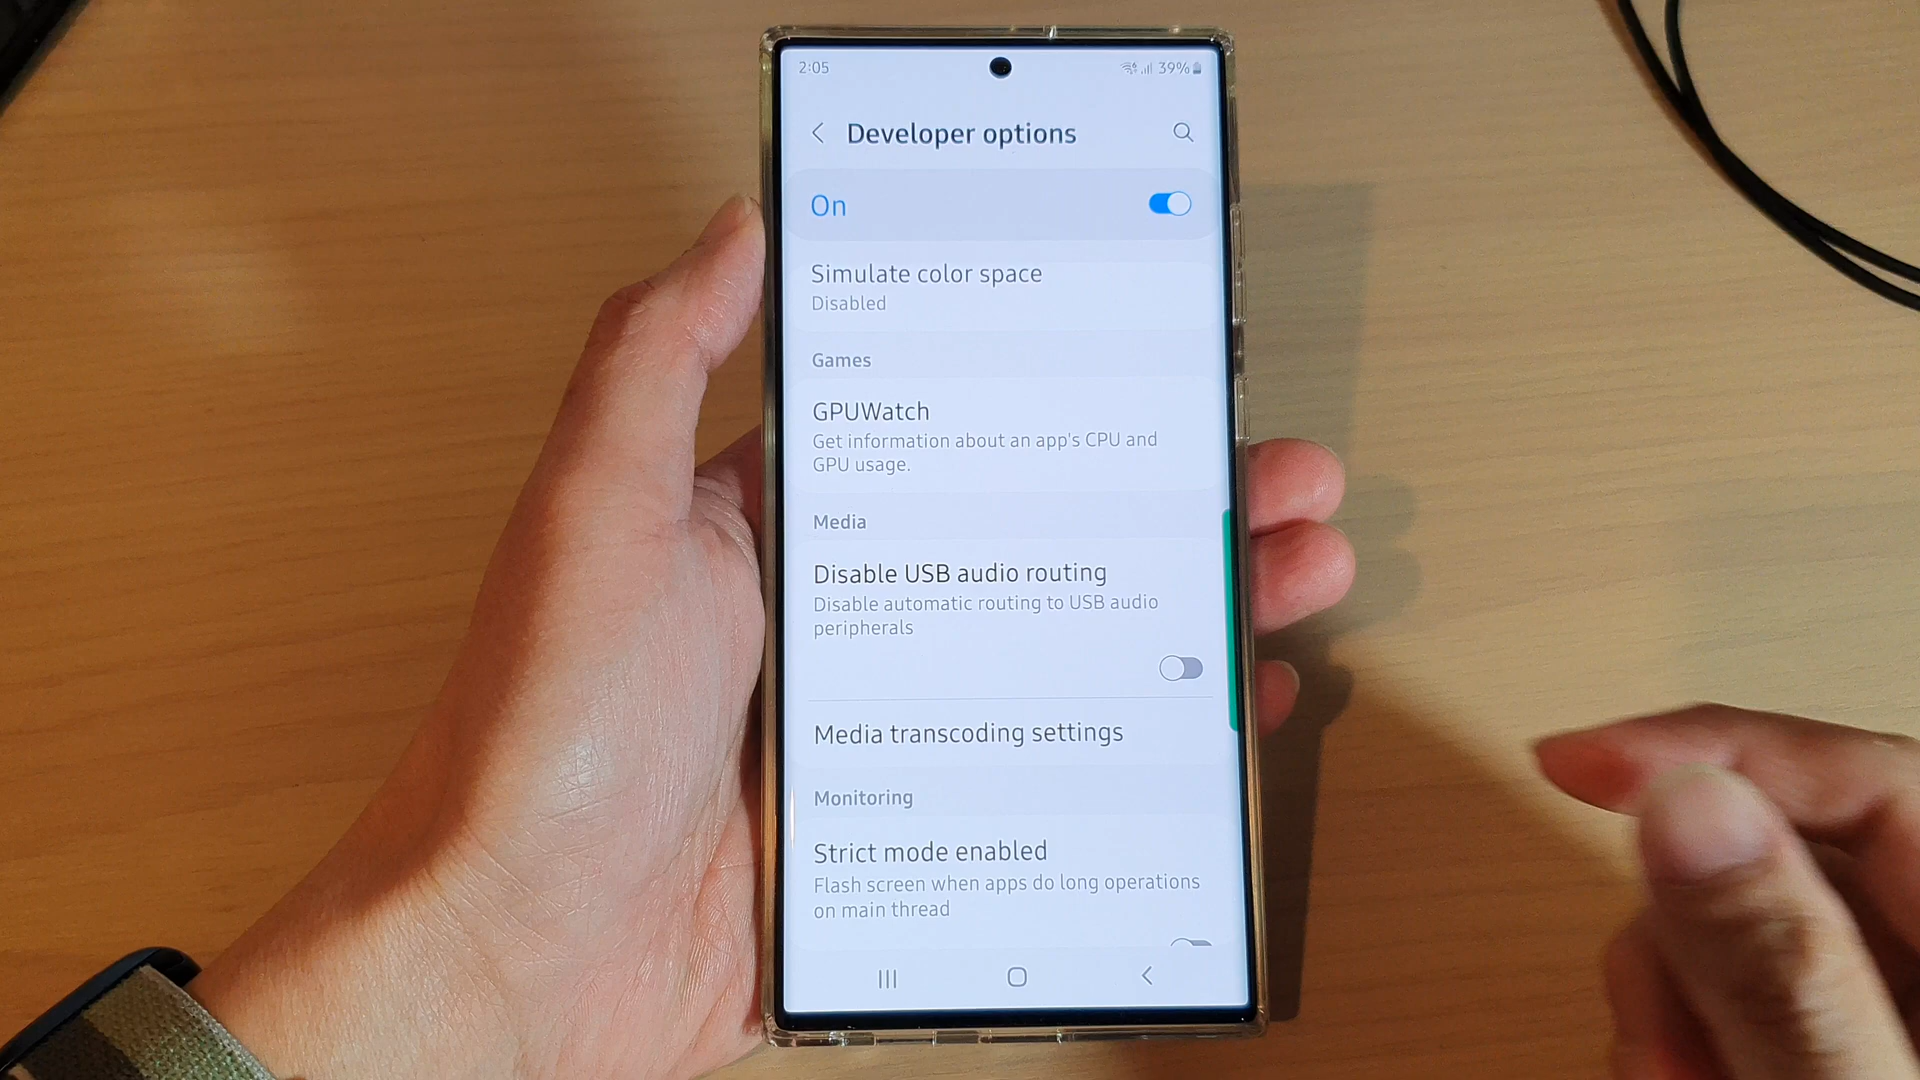 2:05
39%
Developer options
On
Simulate color space
Disabled
Games
GPUWatch
Get information about an app's CPU and
GPU usage.
Media
Disable USB audio routing
Disable automatic routing to USB audio
peripherals
Media transcoding settings
Monitoring
Strict mode enabled
Flash screen when apps do long operations
on main thread